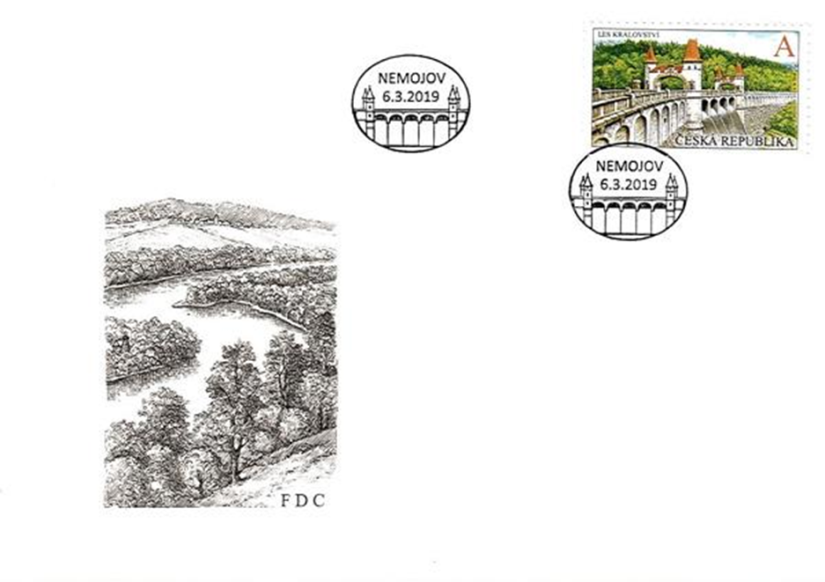 NEMOJOV
6.3.2019
LES KRÁLOVSTVÍ
A
ČESKÁ REPUBLIKA
NEMOJOV
6.3.2019
FDC